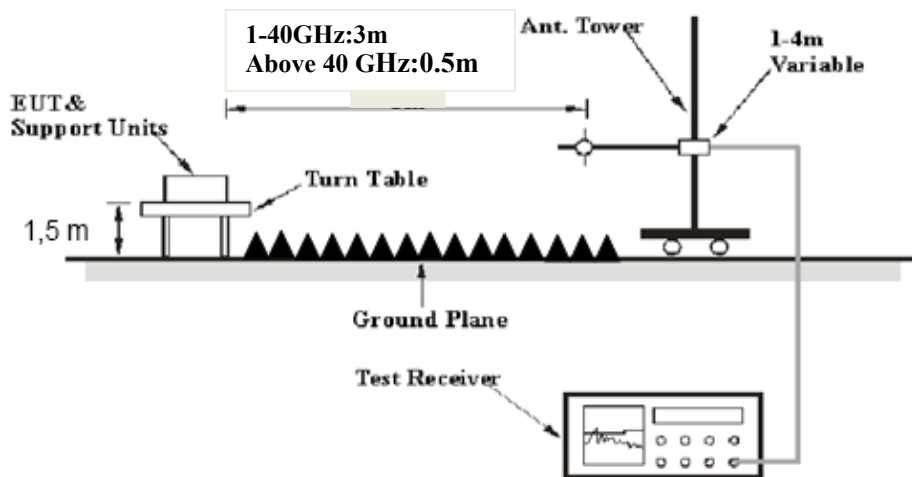 1-40GHz:3m
Above 40 GHz:0.5m
Ant. Tower
1-4m
Variable
EUT&
Support Units
Turn Table
1,5 m
Ground Plane
Test Receiver